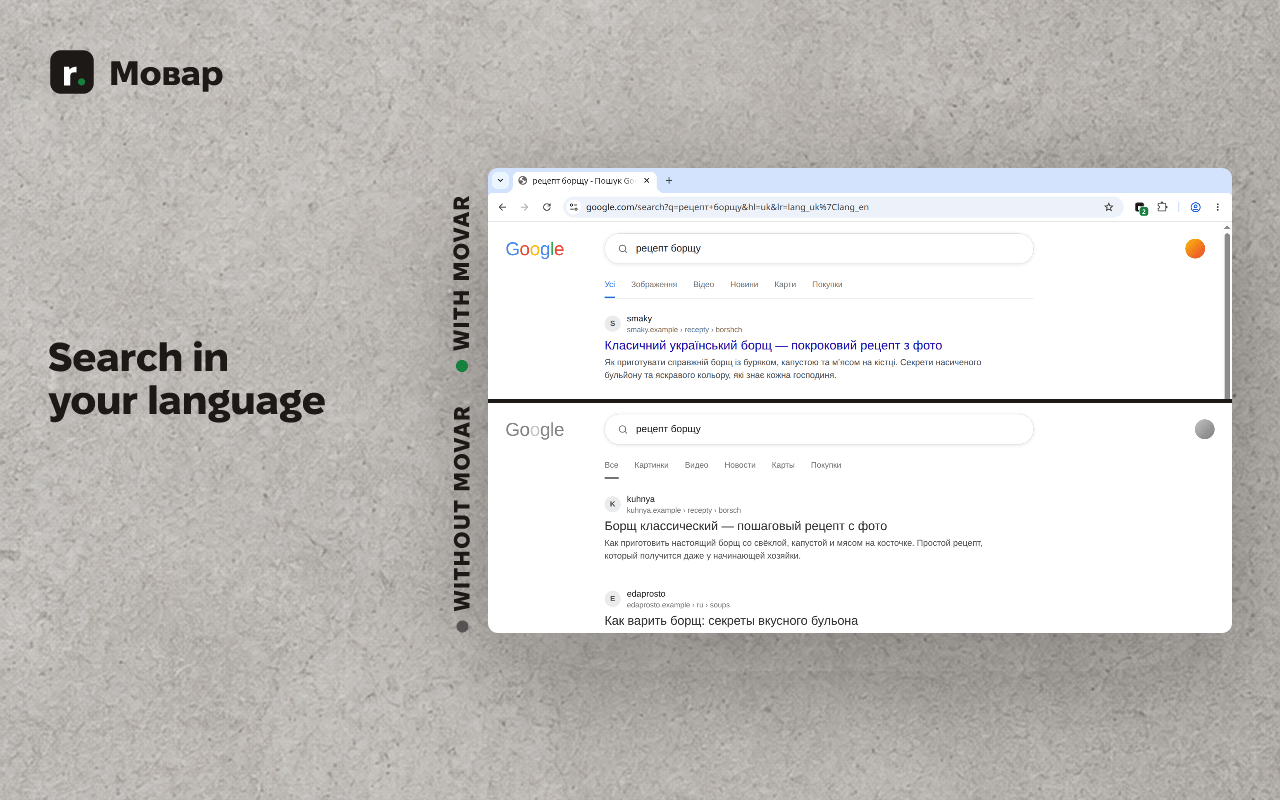 r.
Мовар
Search in
your language
WITH MOVAR
WITHOUT MOVAR
рецепт борщу - Пошук Go
google.com/search?q=рецепт+борщу&hl=uk&lr=lang_uk%7Clang_en
2
Google
рецепт борщу
Усі Зображення Відео Новини Карти Покупки
S
smaky
smaky.example › recepty › borshch
Класичний український борщ — покроковий рецепт з фото
Як приготувати справжній борщ із буряком, капустою та м'ясом на кістці. Секрети насиченого
бульйону та яскравого кольору, які знає кожна господиня.
Google
рецепт борщу
Все Картинки Видео Новости Карты Покупки
K
kuhnya
kuhnya.example › recepty › borsch
Борщ классический — пошаговый рецепт с фото
Как приготовить настоящий борщ со свёклой, капустой и мясом на косточке. Простой рецепт,
который получится даже у начинающей хозяйки.
E
edaprosto
edaprosto.example › ru › soups
Как варить борщ: секреты вкусного бульона